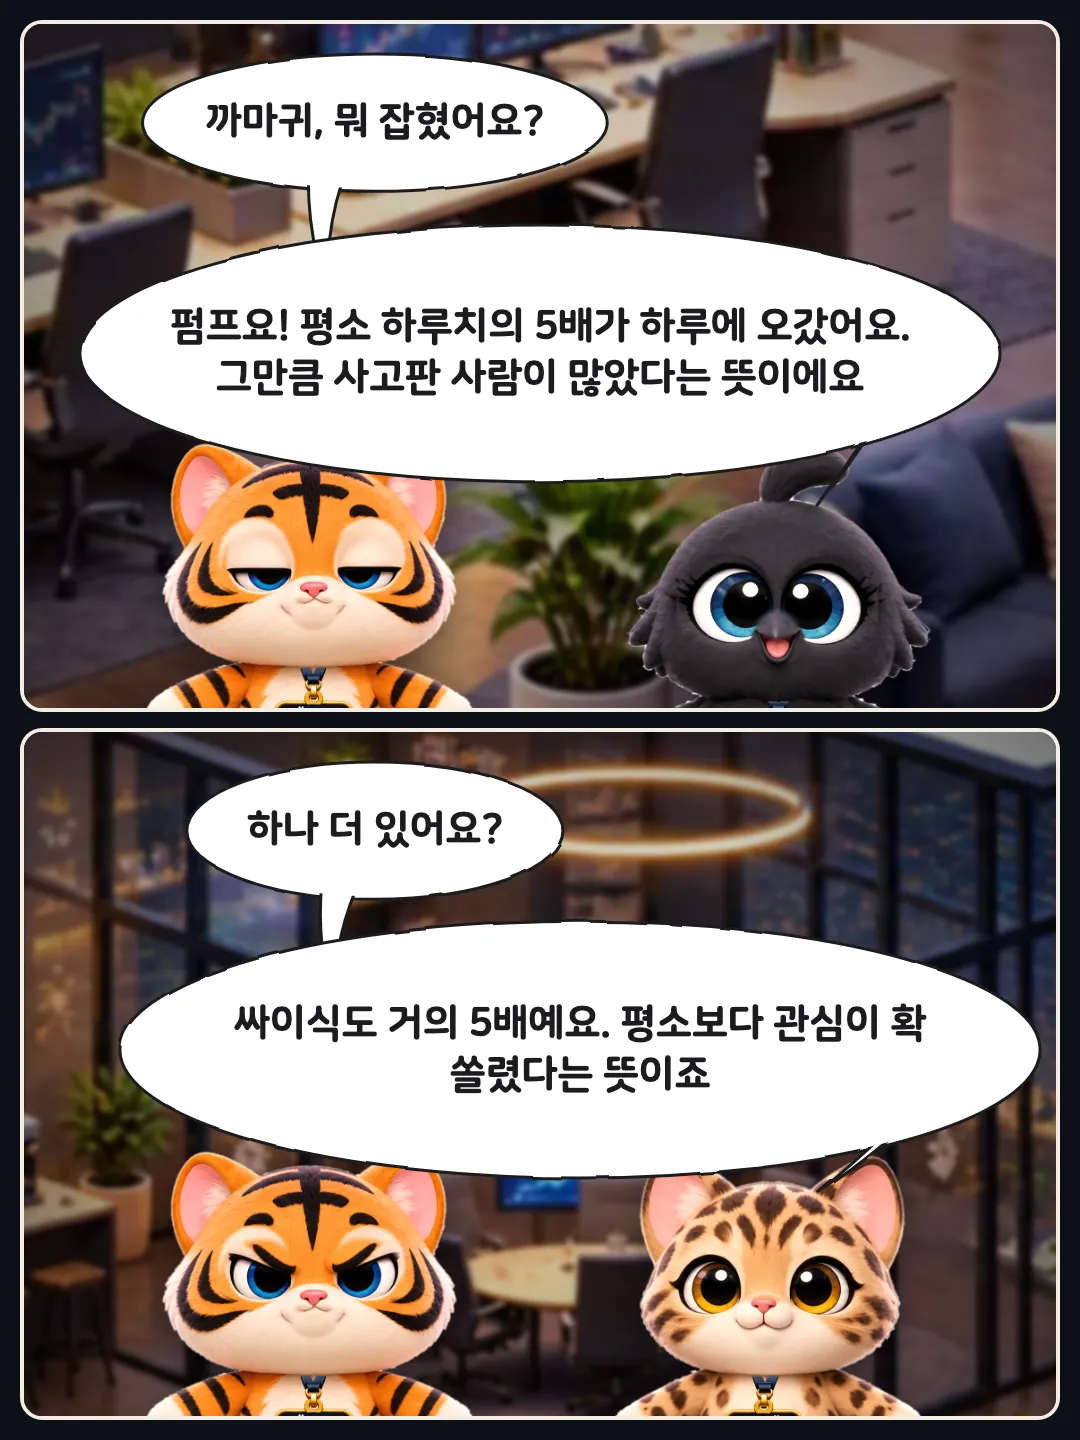 까마귀, 뭐 잡혔어요?
펌프요! 평소 하루치의 5배가 하루에 오갔어요.
그만큼 사고판 사람이 많았다는 뜻이에요
하나 더 있어요?
싸이식도 거의 5배예요. 평소보다 관심이 확
쏠렸다는 뜻이죠